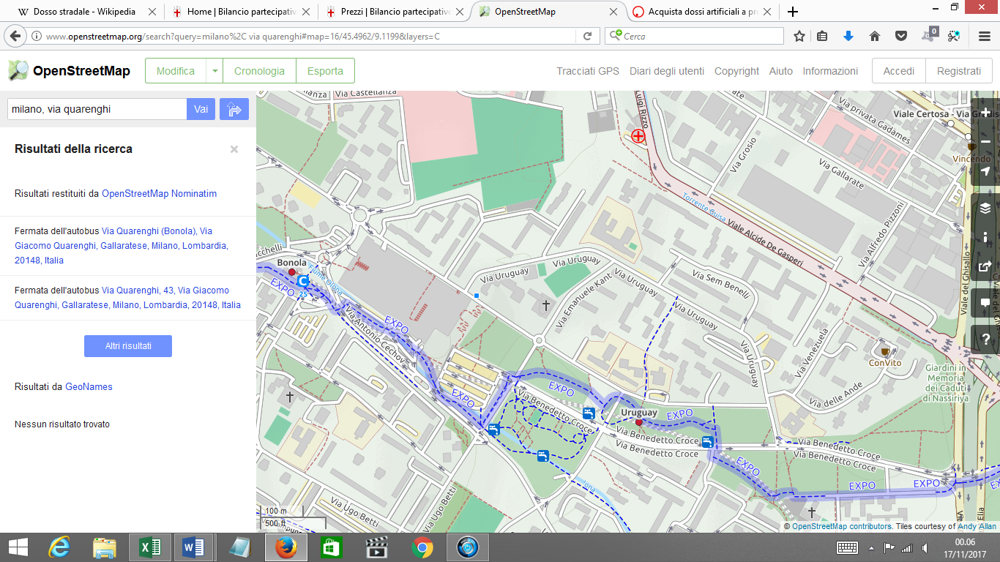 Dosso stradale - Wikipedia
Home | Bilancio partecipativ
Prezzi | Bilancio partecipativo
OpenStreetMap
Acquista dossi artificiali a pr
www.openstreetmap.org/search?query=milano%2C via quarenghi#map=16/45.4962/9.1199&layers=C
Cerca
0
OpenStreetMap
Modifica
Cronologia
Esporta
Tracciati GPS
Diari degli utenti
Copyright
Aiuto
Informazioni
Accedi
Registrati
milano, via quarenghi
Vai
Risultati della ricerca
Risultati restituiti da OpenStreetMap Nominatim
Fermata dell'autobus Via Quarenghi (Bonola), Via
Giacomo Quarenghi, Gallaratese, Milano, Lombardia,
20148, Italia
Fermata dell'autobus Via Quarenghi, 43, Via Giacomo
Quarenghi, Gallaratese, Milano, Lombardia, 20148, Italia
Altri risultati
Risultati da GeoNames
Nessun risultato trovato
anza
Via Castellanza
Luigi Rizzo
Via Grosio
Via privata Gadames
Viale Certosa - Via Gradis
Vincendo
Via Gallarate
Torrente Guisa
Viale Alcide De Gasperi
Via Alfredo Pizzoni
Viale del Ghisallo
cchelli
Bonola
C
25
Fiume Olona
EXPO
Via Antonio Cechov
EXPO
EXPO
Via Uruguay
Via Uruguay
Via Emanuele Kant
Via Uruguay
Via Sem Benelli
Via Uruguay
Via Uruguay
Via Venezuela
ConVito
Via delle Ande
Giardini in
Memoria
dei Caduti
di Nassiriya
EXPO
Via Benedetto Croce
Uruguay
EXPO
Via Benedetto Croce
Via Benedetto Croce
Via Benedetto Croce
Via Benedetto Croce
EXPO
EXPO
EXPO
lona
Via Ugo Betti
Via Ugo Betti
100 m
500 ft
© OpenStreetMap contributors. Tiles courtesy of Andy Allan
00.06
17/11/2017